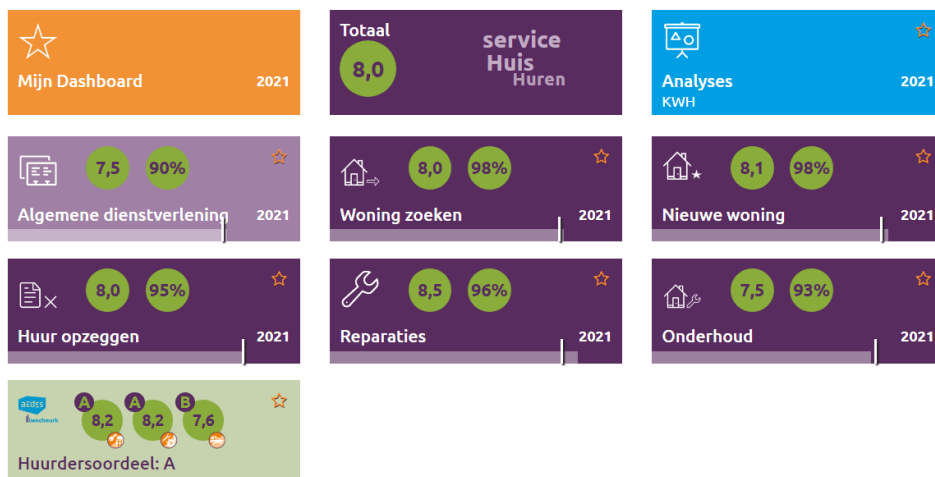 Mijn Dashboard 2021
Totaal
8,0
service
Huis
Huren
Analyses 2021
KWH
7,5 90%
Algemene dienstverlening 2021
8,0 98%
Woning zoeken 2021
8,1 98%
Nieuwe woning 2021
8,0 95%
Huur opzeggen 2021
8,5 96%
Reparaties 2021
7,5 93%
Onderhoud 2021
aedes
benchmark
A A B
8,2 8,2 7,6
Huurdersoordeel: A